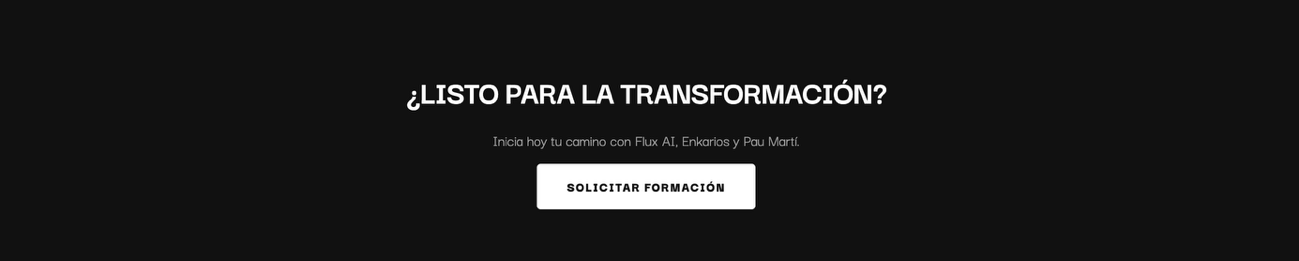 ¿LISTO PARA LA TRANSFORMACIÓN?
Inicia hoy tu camino con Flux AI, Enkarios y Pau Martí.
SOLICITAR FORMACIÓN